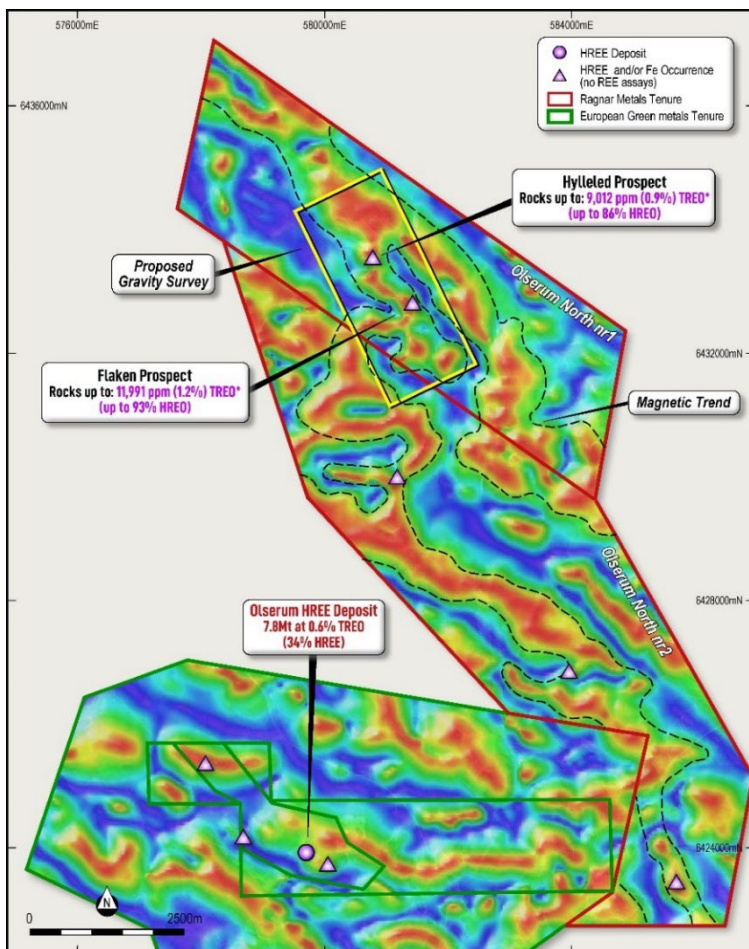 576000mE
580000mE
584000mE
HREE Deposit
HREE and/or Fe Occurrence
(no REE assays)
Ragnar Metals Tenure
European Green metals Tenure
6436000mN
Hylleled Prospect
Rocks up to: 9,012 ppm (0.9%) TREO*
(up to 86% HREO)
Proposed
Gravity Survey
Olserum North nr1
6432000mN
Flaken Prospect
Rocks up to: 11,991 ppm (1.2%) TREO*
(up to 93% HREO)
Magnetic Trend
Olserum North nr2
6428000mN
Olserum HREE Deposit
7.8Mt at 0.6% TREO
(34% HREE)
6424000mN
N
0
2500m